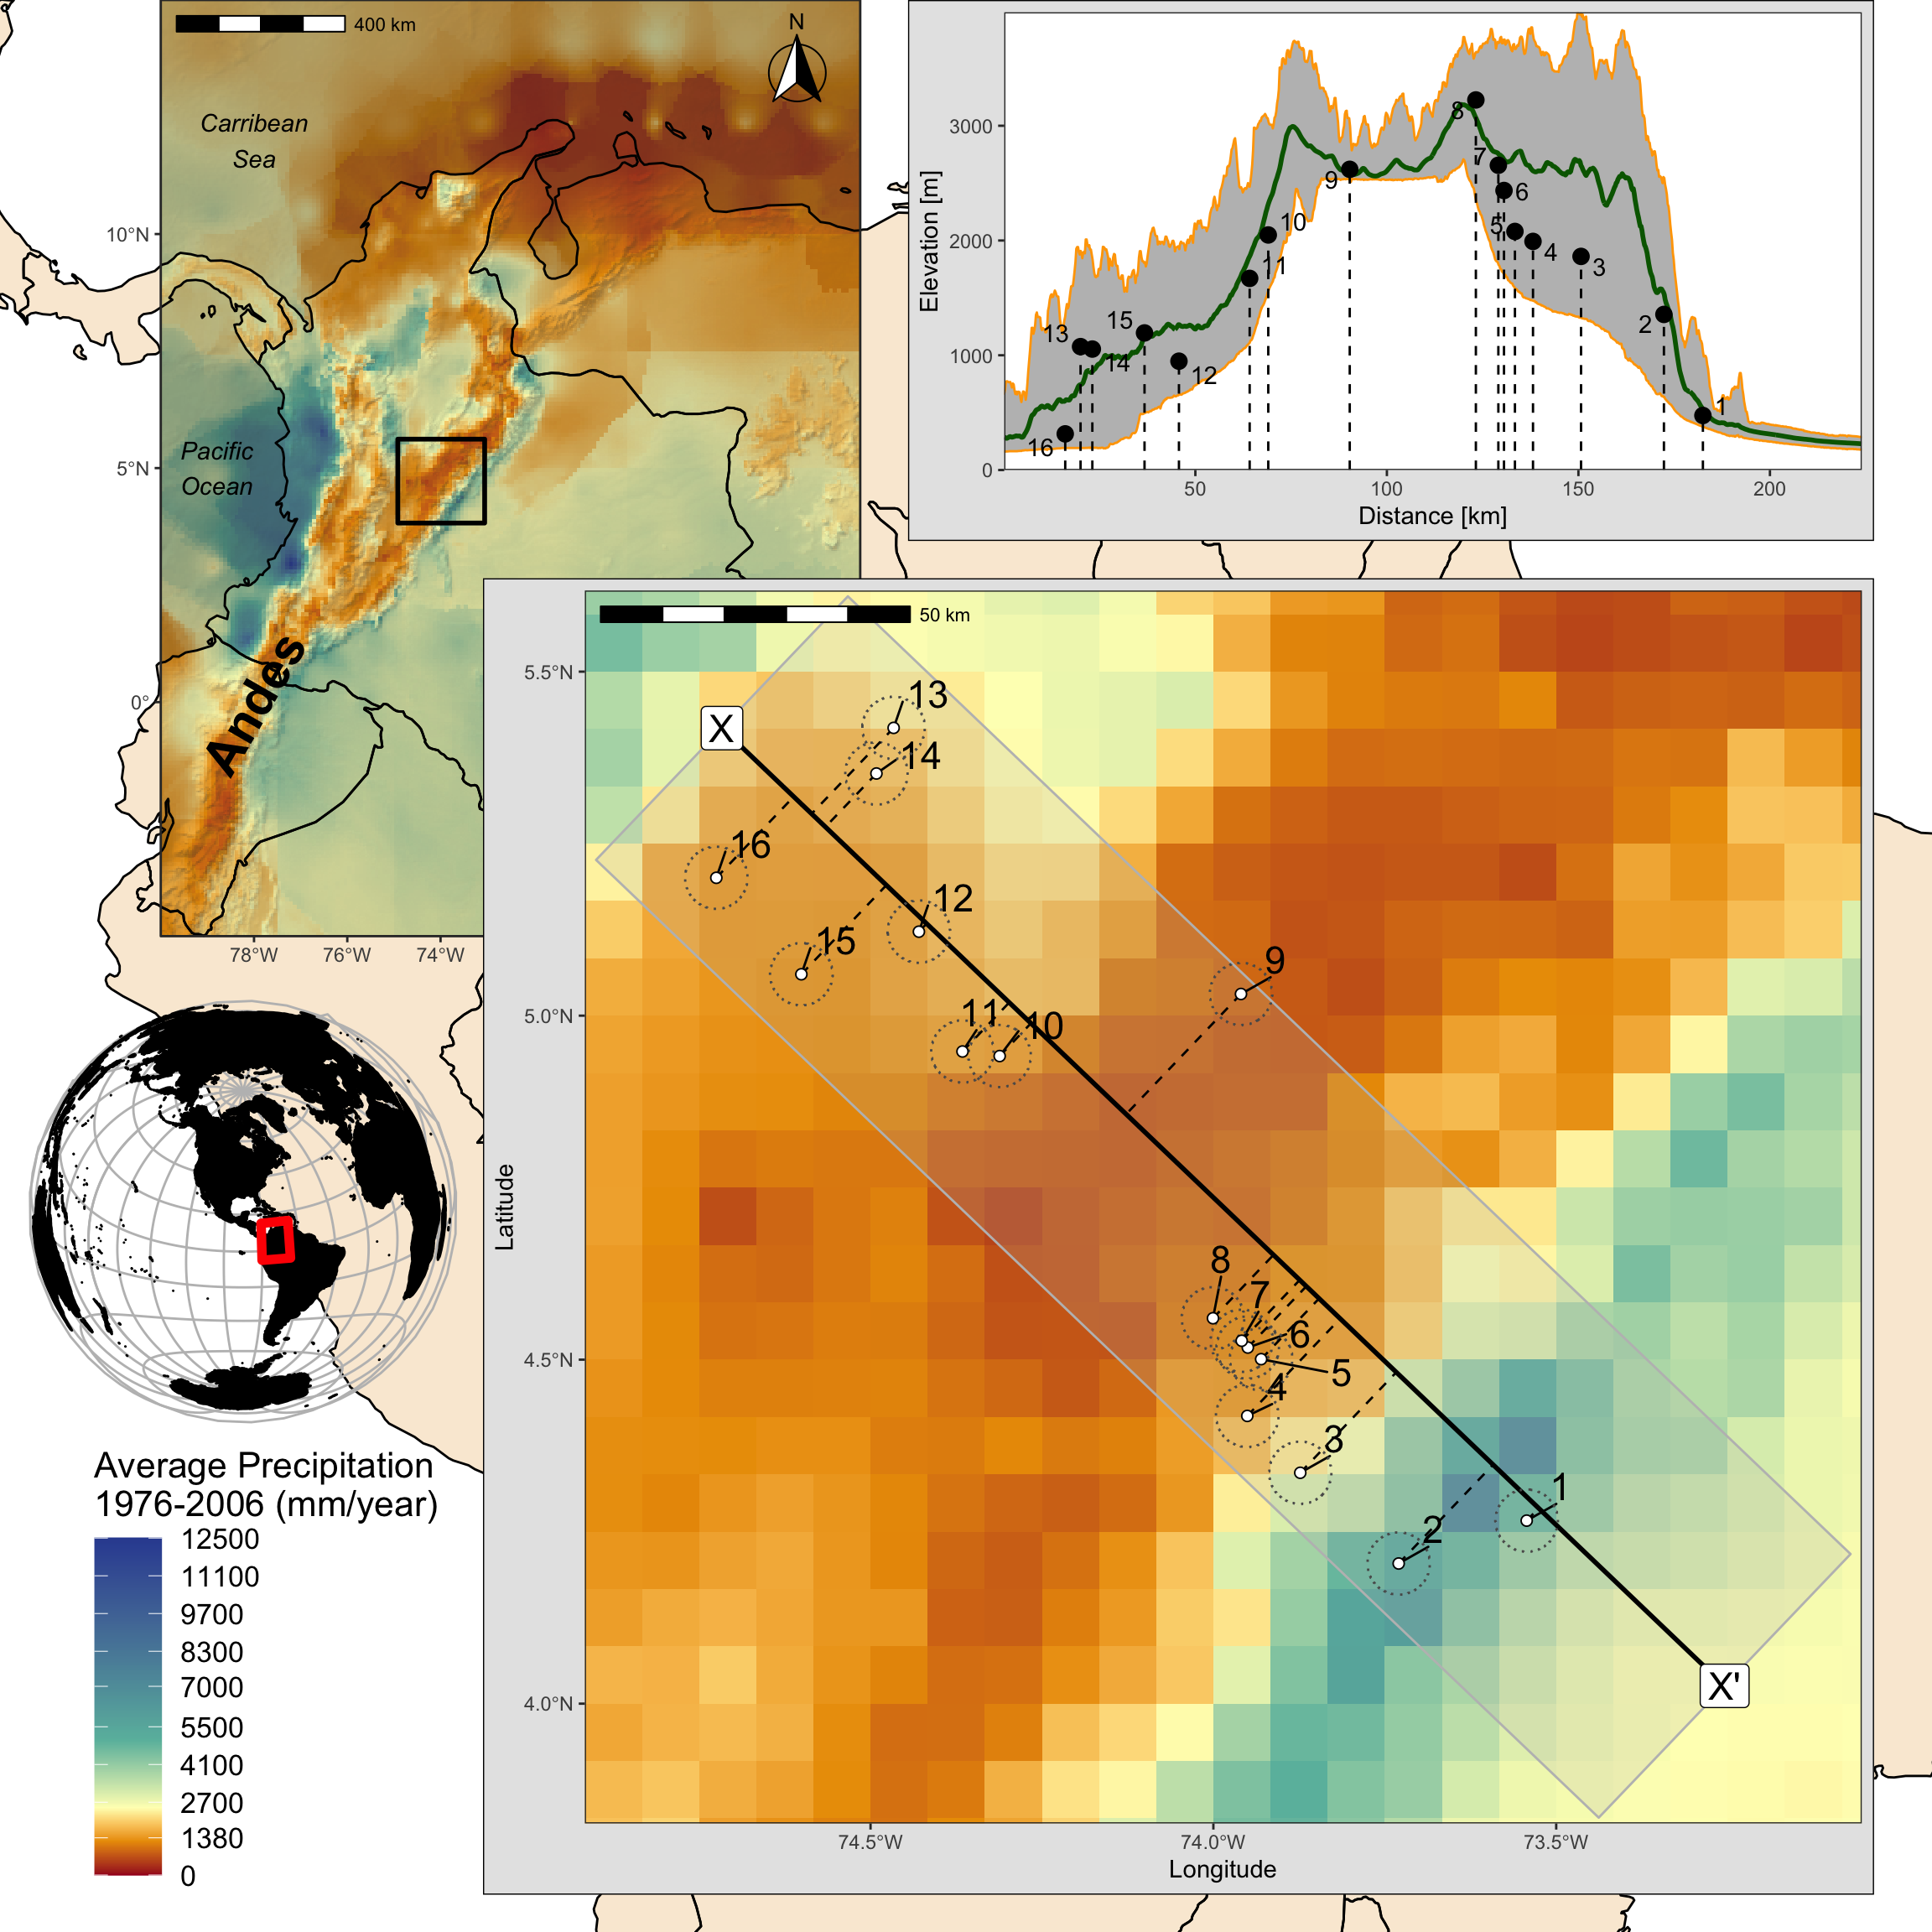 400 km
N
Carribean
Sea
10°N
Pacific
Ocean
5°N
0°
Andes
78°W
76°W
74°W
Elevation [m]
3000
2000
1000
0
8
7
9
6
10
5
4
11
3
13
15
14
12
2
1
16
50
100
150
200
Distance [km]
50 km
5.5°N
5.0°N
4.5°N
4.0°N
Latitude
X
13
14
16
12
15
9
11
10
8
7
6
5
4
3
1
2
X'
74.5°W
74.0°W
73.5°W
Longitude
Average Precipitation
1976-2006 (mm/year)
12500
11100
9700
8300
7000
5500
4100
2700
1380
0